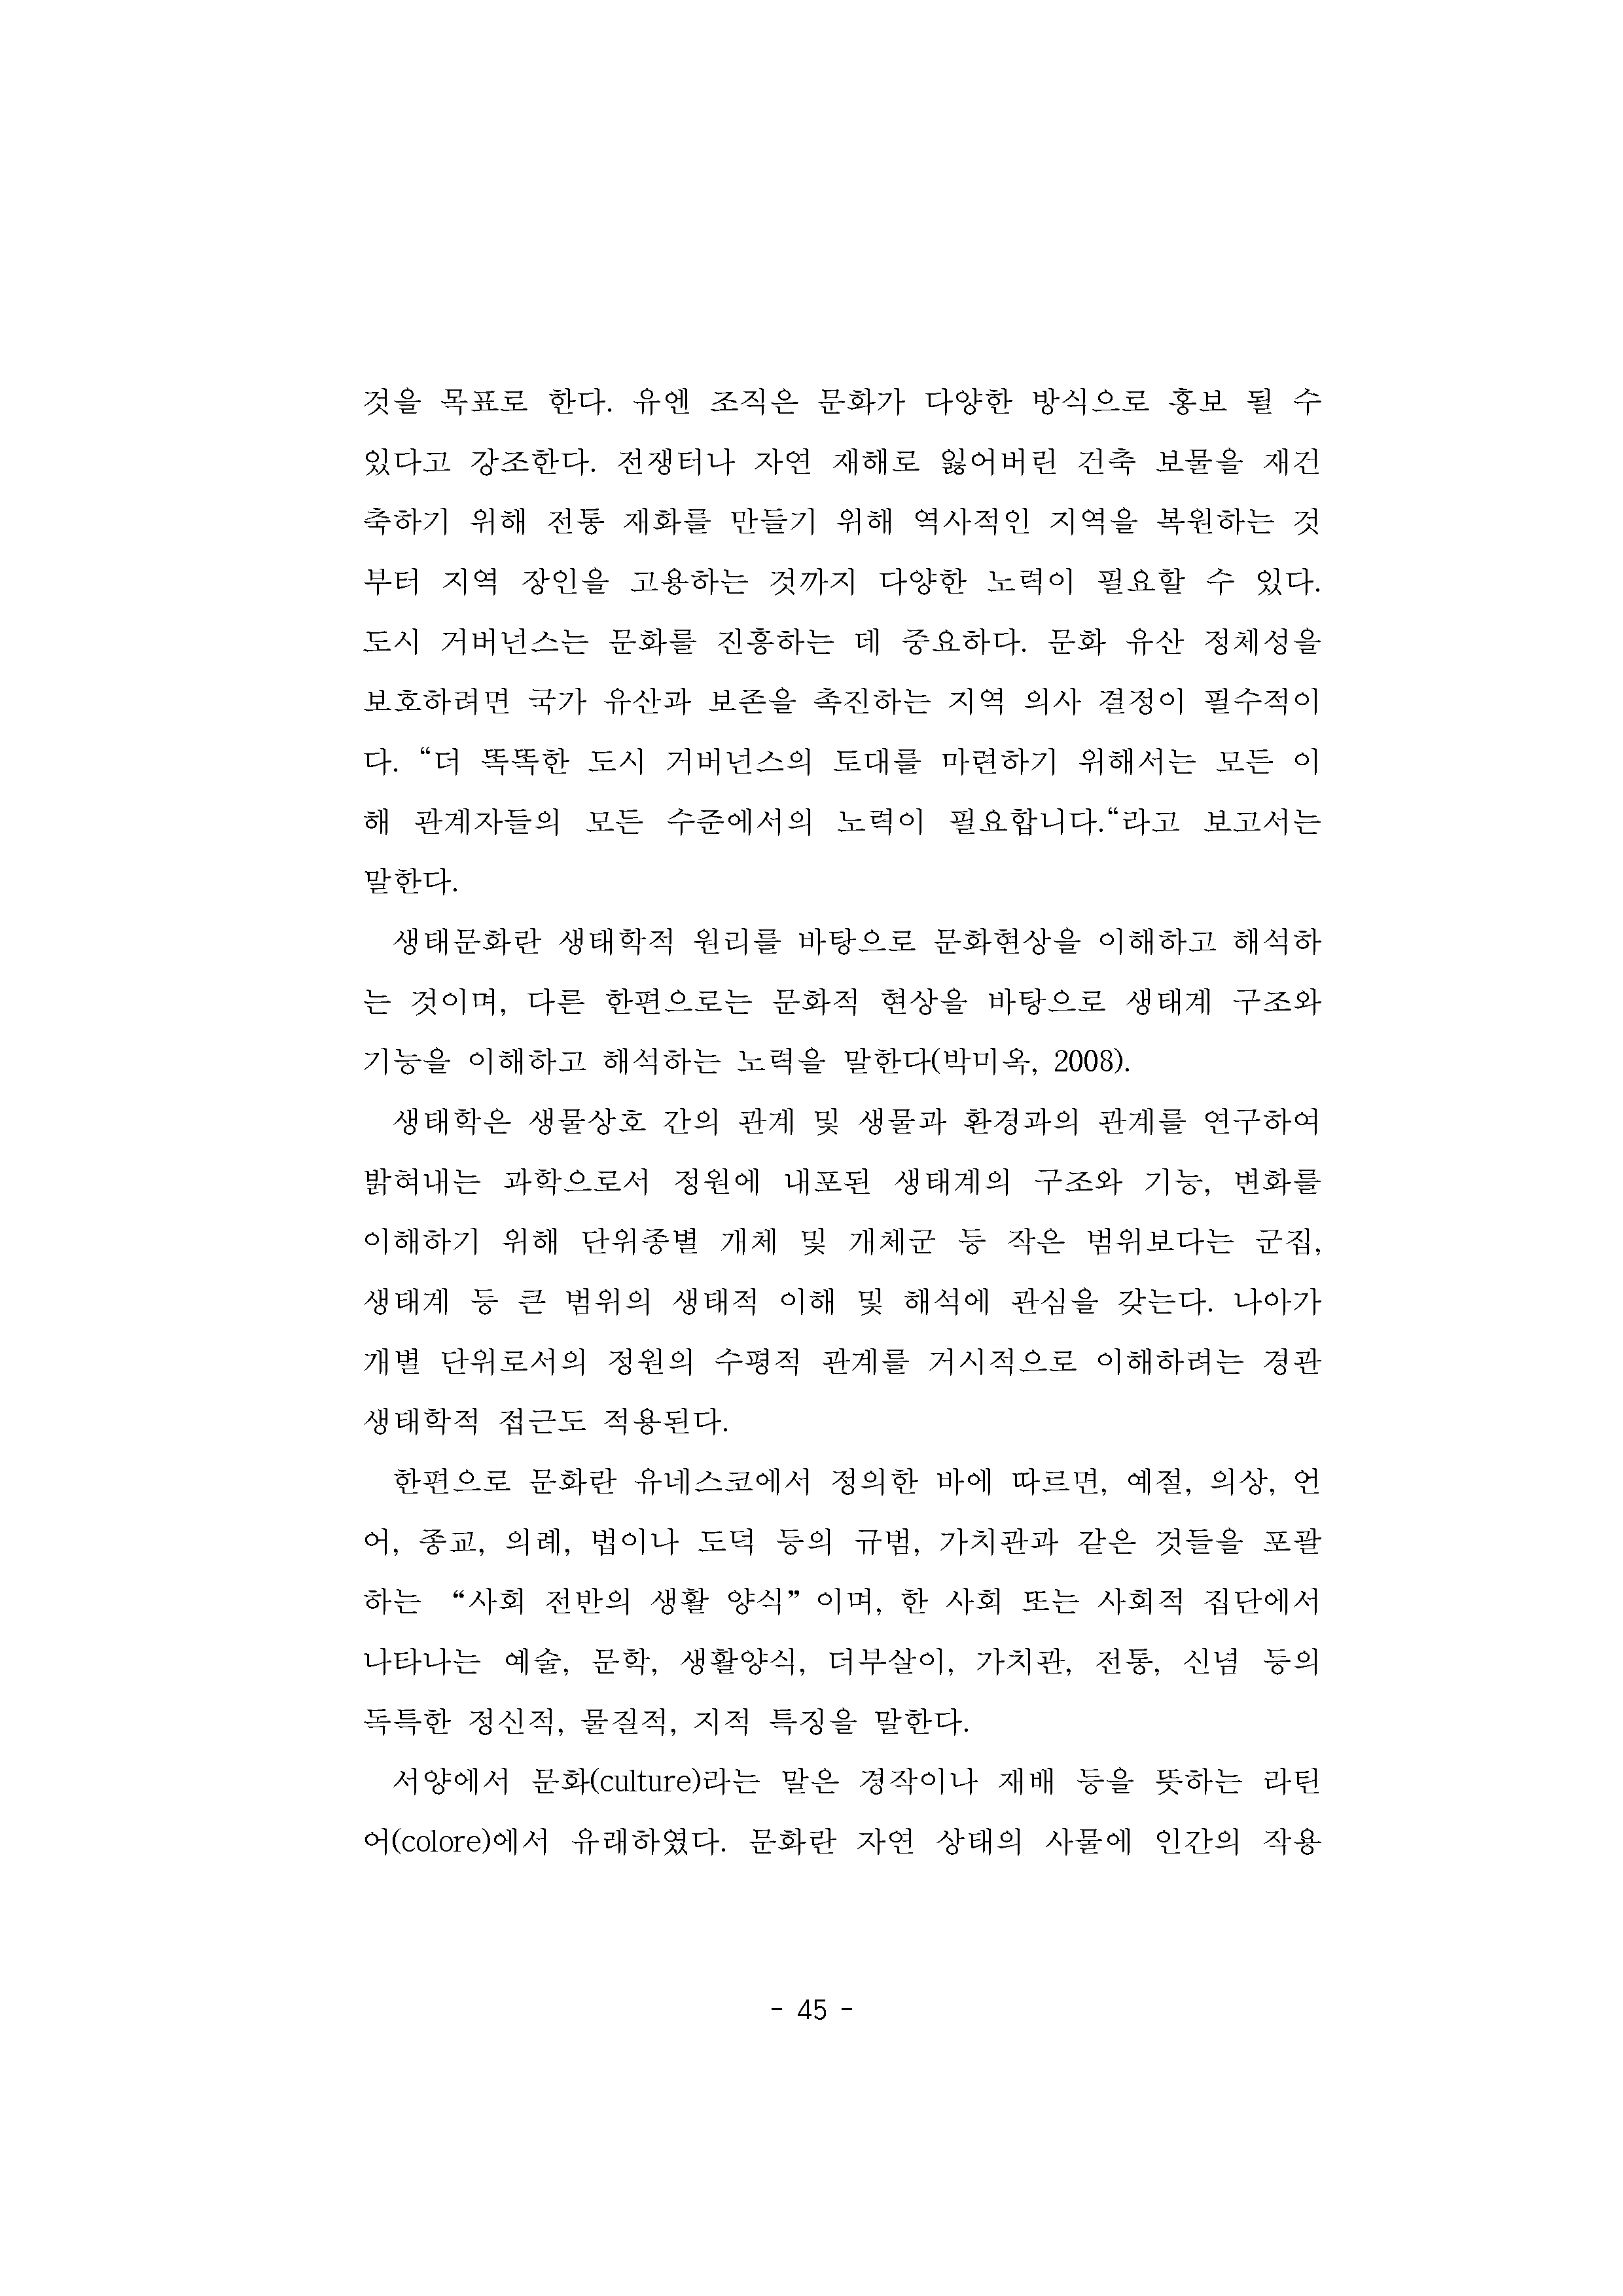 것을 목표로 한다. 유엔 조직은 문화가 다양한 방식으로 홍보 될 수
있다고 강조한다. 전쟁터나 자연 재해로 잃어버린 건축 보물을 재건
축하기 위해 전통 재화를 만들기 위해 역사적인 지역을 복원하는 것
부터 지역 장인을 고용하는 것까지 다양한 노력이 필요할 수 있다.
도시 거버넌스는 문화를 진흥하는 데 중요하다. 문화 유산 정체성을
보호하려면 국가 유산과 보존을 촉진하는 지역 의사 결정이 필수적이
다. “더 똑똑한 도시 거버넌스의 토대를 마련하기 위해서는 모든 이
해 관계자들의 모든 수준에서의 노력이 필요합니다.“라고 보고서는
말한다.
생태문화란 생태학적 원리를 바탕으로 문화현상을 이해하고 해석하
는 것이며, 다른 한편으로는 문화적 현상을 바탕으로 생태계 구조와
기능을 이해하고 해석하는 노력을 말한다(박미옥, 2008).
생태학은 생물상호 간의 관계 및 생물과 환경과의 관계를 연구하여
밝혀내는 과학으로서 정원에 내포된 생태계의 구조와 기능, 변화를
이해하기 위해 단위종별 개체 및 개체군 등 작은 범위보다는 군집,
생태계 등 큰 범위의 생태적 이해 및 해석에 관심을 갖는다. 나아가
개별 단위로서의 정원의 수평적 관계를 거시적으로 이해하려는 경관
생태학적 접근도 적용된다.
한편으로 문화란 유네스코에서 정의한 바에 따르면, 예절, 의상, 언
어, 종교, 의례, 법이나 도덕 등의 규범, 가치관과 같은 것들을 포괄
하는 “사회 전반의 생활 양식” 이며, 한 사회 또는 사회적 집단에서
나타나는 예술, 문학, 생활양식, 더부살이, 가치관, 전통, 신념 등의
독특한 정신적, 물질적, 지적 특징을 말한다.
서양에서 문화(culture)라는 말은 경작이나 재배 등을 뜻하는 라틴
어(colore)에서 유래하였다. 문화란 자연 상태의 사물에 인간의 작용
- 45 -